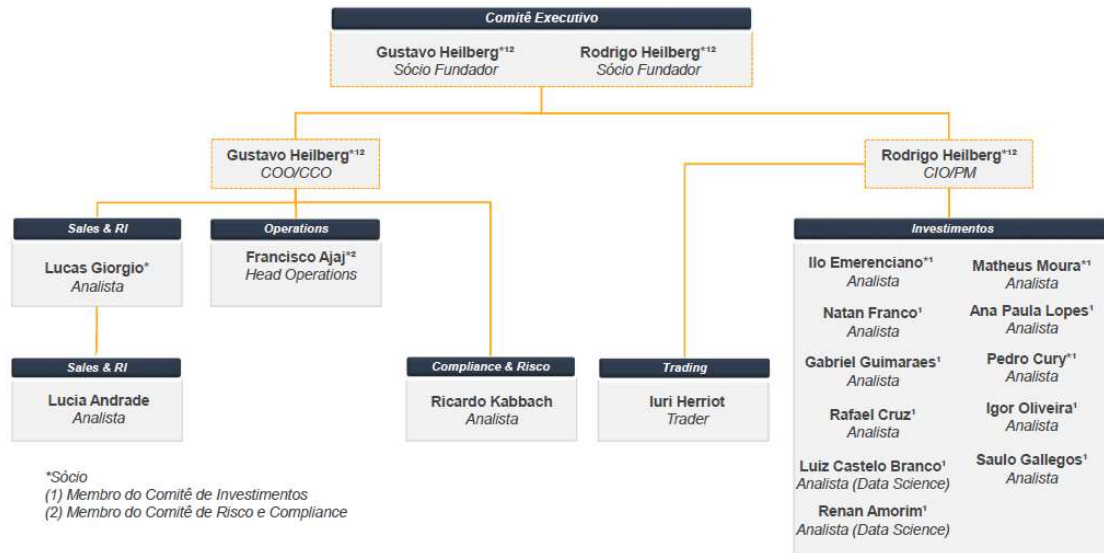 Comitê Executivo
Gustavo Heilberg*¹²
Sócio Fundador
Rodrigo Heilberg*¹²
Sócio Fundador
Gustavo Heilberg*¹²
COO/CCO
Rodrigo Heilberg*¹²
CIO/PM
Sales & RI
Lucas Giorgio*
Analista
Operations
Francisco Ajaj*²
Head Operations
Sales & RI
Lucia Andrade
Analista
Compliance & Risco
Ricardo Kabbach
Analista
Trading
Iuri Herriot
Trader
Investimentos
Ilo Emerenciano*¹
Analista
Matheus Moura*¹
Analista
Natan Franco¹
Analista
Ana Paula Lopes¹
Analista
Gabriel Guimaraes¹
Analista
Pedro Cury*¹
Analista
Rafael Cruz¹
Analista
Igor Oliveira¹
Analista
Luiz Castelo Branco¹
Analista (Data Science)
Saulo Gallegos¹
Analista
Renan Amorim¹
Analista (Data Science)
*Sócio
(1) Membro do Comitê de Investimentos
(2) Membro do Comitê de Risco e Compliance